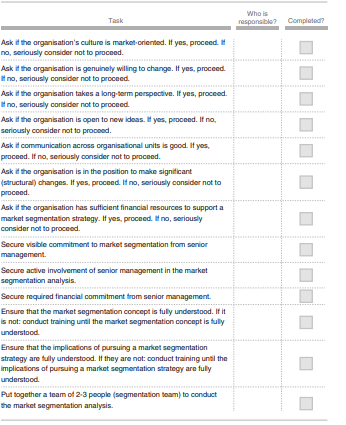 Task
Who is
responsible?
Completed?
Ask if the organisation's culture is market-oriented. If yes, proceed. If
no, seriously consider not to proceed.
Ask if the organisation is genuinely willing to change. If yes, proceed.
If no, seriously consider not to proceed.
Ask if the organisation takes a long-term perspective. If yes, proceed.
If no, seriously consider not to proceed.
Ask if the organisation is open to new ideas. If yes, proceed. If no,
seriously consider not to proceed.
Ask if communication across organisational units is good. If yes,
proceed. If no, seriously consider not to proceed.
Ask if the organisation is in the position to make significant
(structural) changes. If yes, proceed. If no, seriously consider not to
proceed.
Ask if the organisation has sufficient financial resources to support a
market segmentation strategy. If yes, proceed. If no, seriously
consider not to proceed.
Secure visible commitment to market segmentation from senior
management.
Secure active involvement of senior management in the market
segmentation analysis.
Secure required financial commitment from senior management.
Ensure that the market segmentation concept is fully understood. If it
is not: conduct training until the market segmentation concept is fully
understood.
Ensure that the implications of pursuing a market segmentation
strategy are fully understood. If they are not: conduct training until the
implications of pursuing a market segmentation strategy are fully
understood.
Put together a team of 2-3 people (segmentation team) to conduct
the market segmentation analysis.